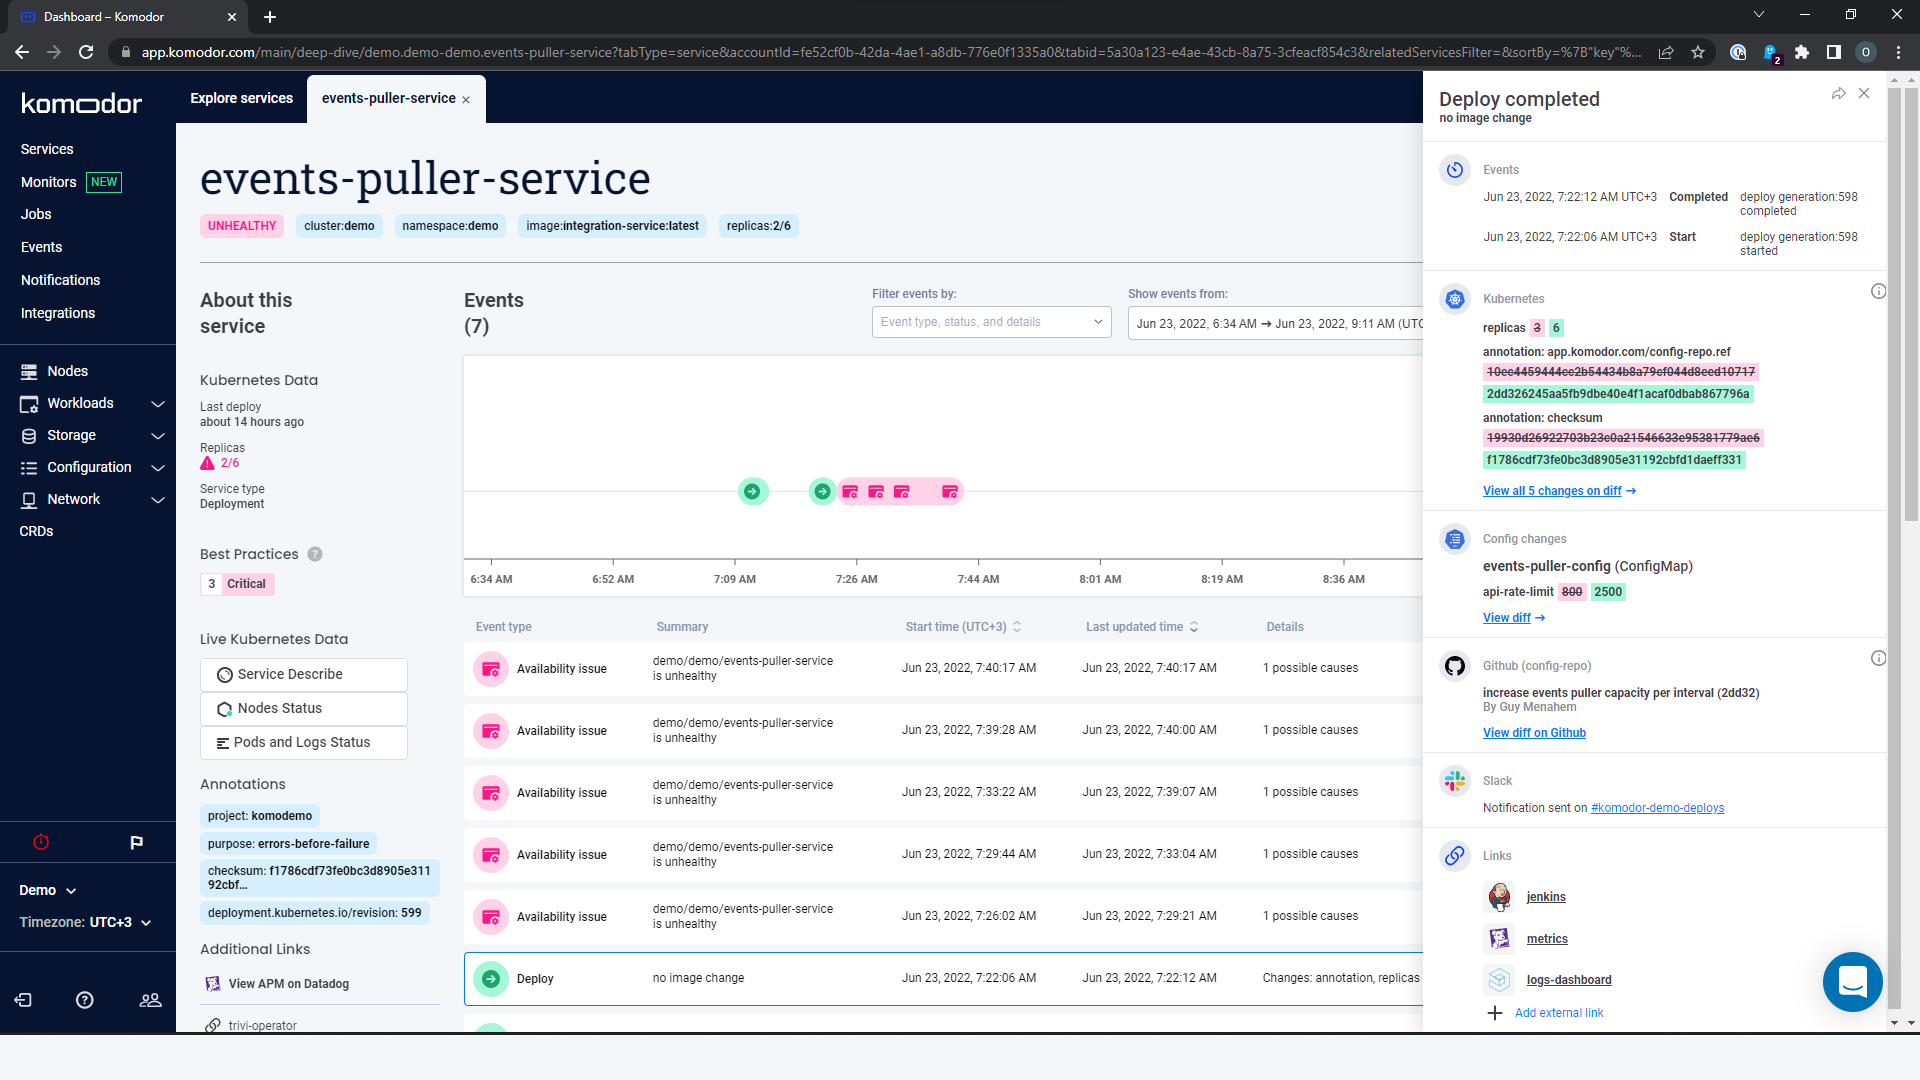 Dashboard – Komodor
app.komodor.com/main/deep-dive/demo.demo-demo.events-puller-service?tabType=service&accountId=fe52cf0b-42da-4ae1-a8db-776e0f1335a0&tabid=5a30a123-e4ae-43cb-8a75-3cfeacf854c3&relatedServicesFilter=&sortBy=%7B"key"%...
2
O
komodor
Services
Monitors NEW
Jobs
Events
Notifications
Integrations
Nodes
Workloads
Storage
Configuration
Network
CRDs
Demo
Timezone: UTC+3
Explore services
events-puller-service
events-puller-service
UNHEALTHY
cluster:demo
namespace:demo
image:integration-service:latest
replicas:2/6
About this
service
Kubernetes Data
Last deploy
about 14 hours ago
Replicas
2/6
Service type
Deployment
Best Practices ?
3 Critical
Live Kubernetes Data
Service Describe
Nodes Status
Pods and Logs Status
Annotations
project: komodemo
purpose: errors-before-failure
checksum: f1786cdf73fe0bc3d8905e311
92cbf...
deployment.kubernetes.io/revision: 599
Additional Links
View APM on Datadog
trivi-operator
Events
(7)
Filter events by:
Event type, status, and details
Show events from:
Jun 23, 2022, 6:34 AM → Jun 23, 2022, 9:11 AM (UTC
6:34 AM 6:52 AM 7:09 AM 7:26 AM 7:44 AM 8:01 AM 8:19 AM 8:36 AM
Event type Summary Start time (UTC+3) Last updated time Details
Availability issue demo/demo/events-puller-service Jun 23, 2022, 7:40:17 AM Jun 23, 2022, 7:40:17 AM 1 possible causes
is unhealthy
Availability issue demo/demo/events-puller-service Jun 23, 2022, 7:39:28 AM Jun 23, 2022, 7:40:00 AM 1 possible causes
is unhealthy
Availability issue demo/demo/events-puller-service Jun 23, 2022, 7:33:22 AM Jun 23, 2022, 7:39:07 AM 1 possible causes
is unhealthy
Availability issue demo/demo/events-puller-service Jun 23, 2022, 7:29:44 AM Jun 23, 2022, 7:33:04 AM 1 possible causes
is unhealthy
Availability issue demo/demo/events-puller-service Jun 23, 2022, 7:26:02 AM Jun 23, 2022, 7:29:21 AM 1 possible causes
is unhealthy
Deploy no image change Jun 23, 2022, 7:22:06 AM Jun 23, 2022, 7:22:12 AM Changes: annotation, replicas
Deploy completed
no image change
Events
Jun 23, 2022, 7:22:12 AM UTC+3 Completed deploy generation:598
completed
Jun 23, 2022, 7:22:06 AM UTC+3 Start deploy generation:598
started
Kubernetes
replicas 3 6
annotation: app.komodor.com/config-repo.ref
10ee4459444cc2b54434b8a79cf044d8eed10717
2dd326245aa5fb9dbe40e4f1acaf0dbab867796a
annotation: checksum
19930d26922703b23c0a21546633e95381779ae6
f1786cdf73fe0bc3d8905e31192cbfd1daeff331
View all 5 changes on diff →
Config changes
events-puller-config (ConfigMap)
api-rate-limit 800 2500
View diff →
Github (config-repo)
increase events puller capacity per interval (2dd32)
By Guy Menahem
View diff on Github
Slack
Notification sent on #komodor-demo-deploys
Links
jenkins
metrics
logs-dashboard
Add external link